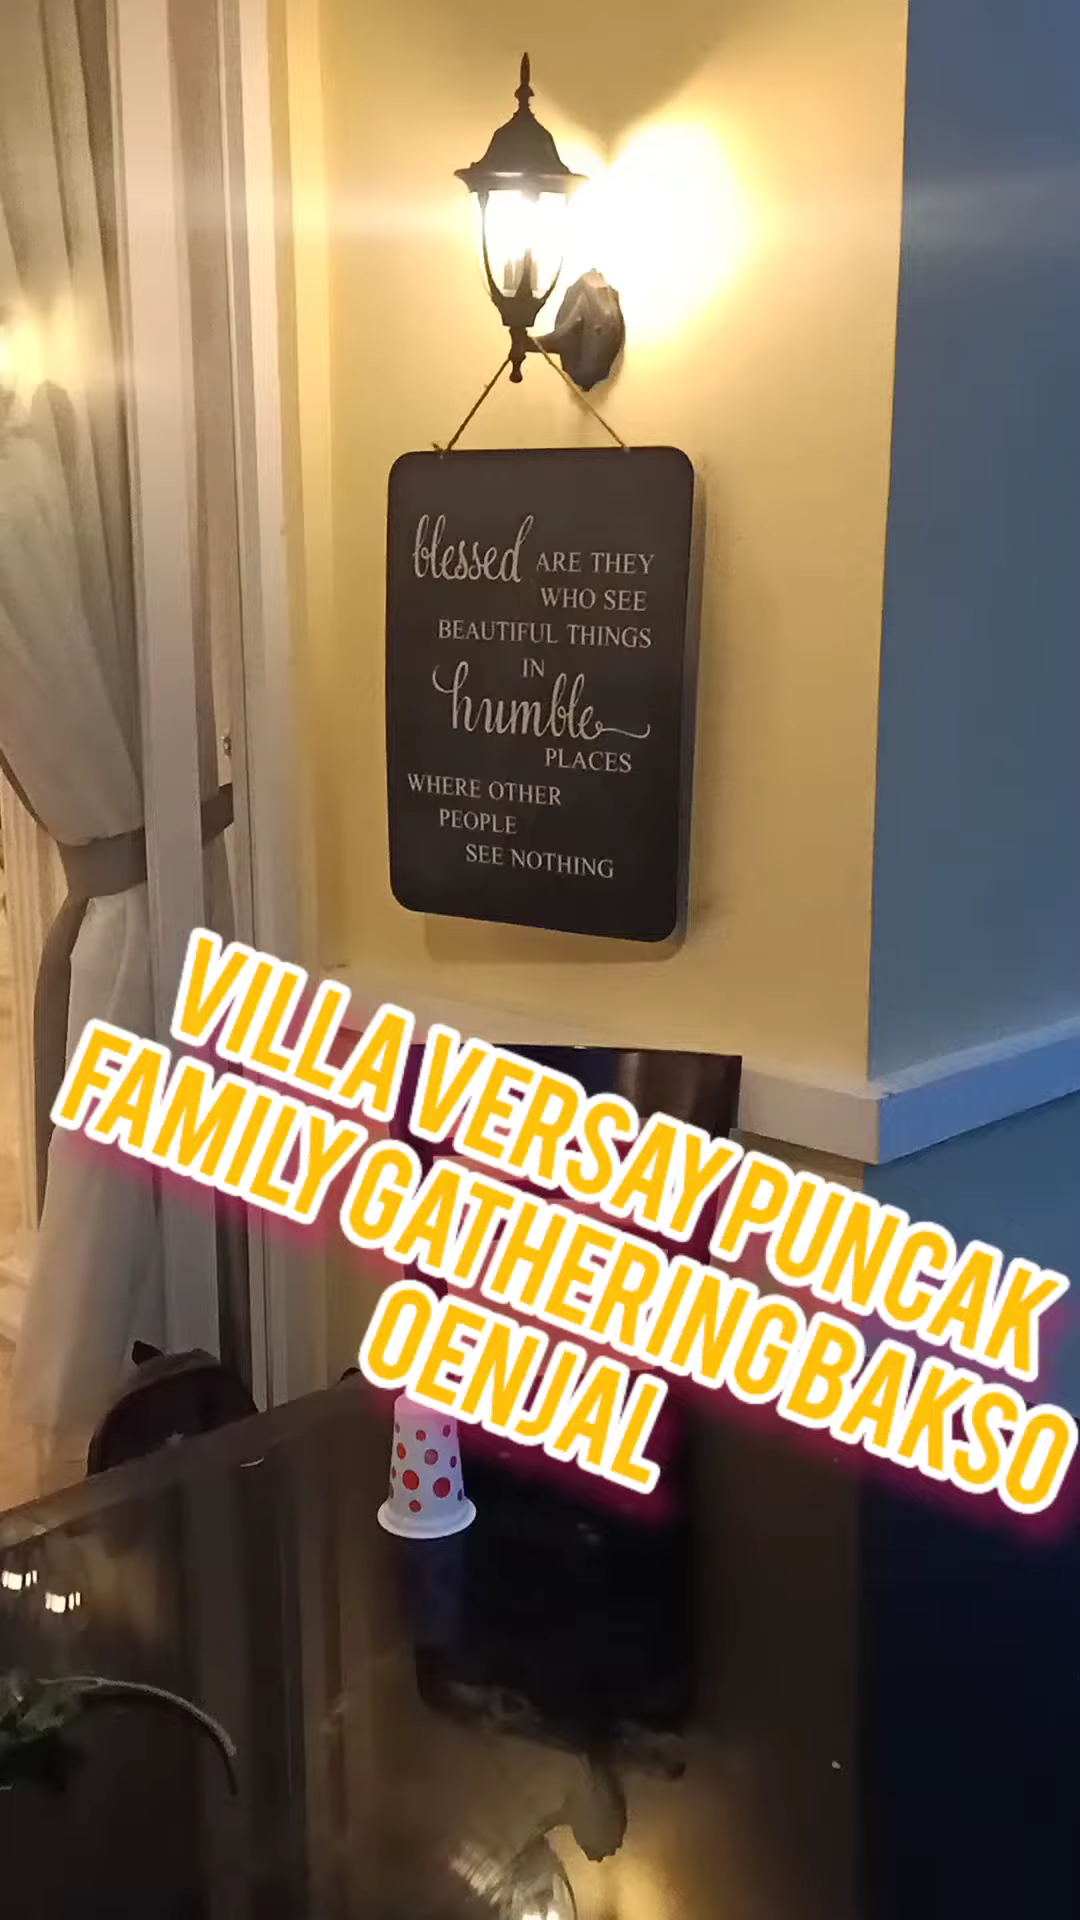 blessed ARE THEY
WHO SEE
BEAUTIFUL THINGS
IN
humble
PLACES
WHERE OTHER
PEOPLE
SEE NOTHING
VILLA VERSAY PUNCAK
FAMILY GATHERING BAKSO
OENJAL